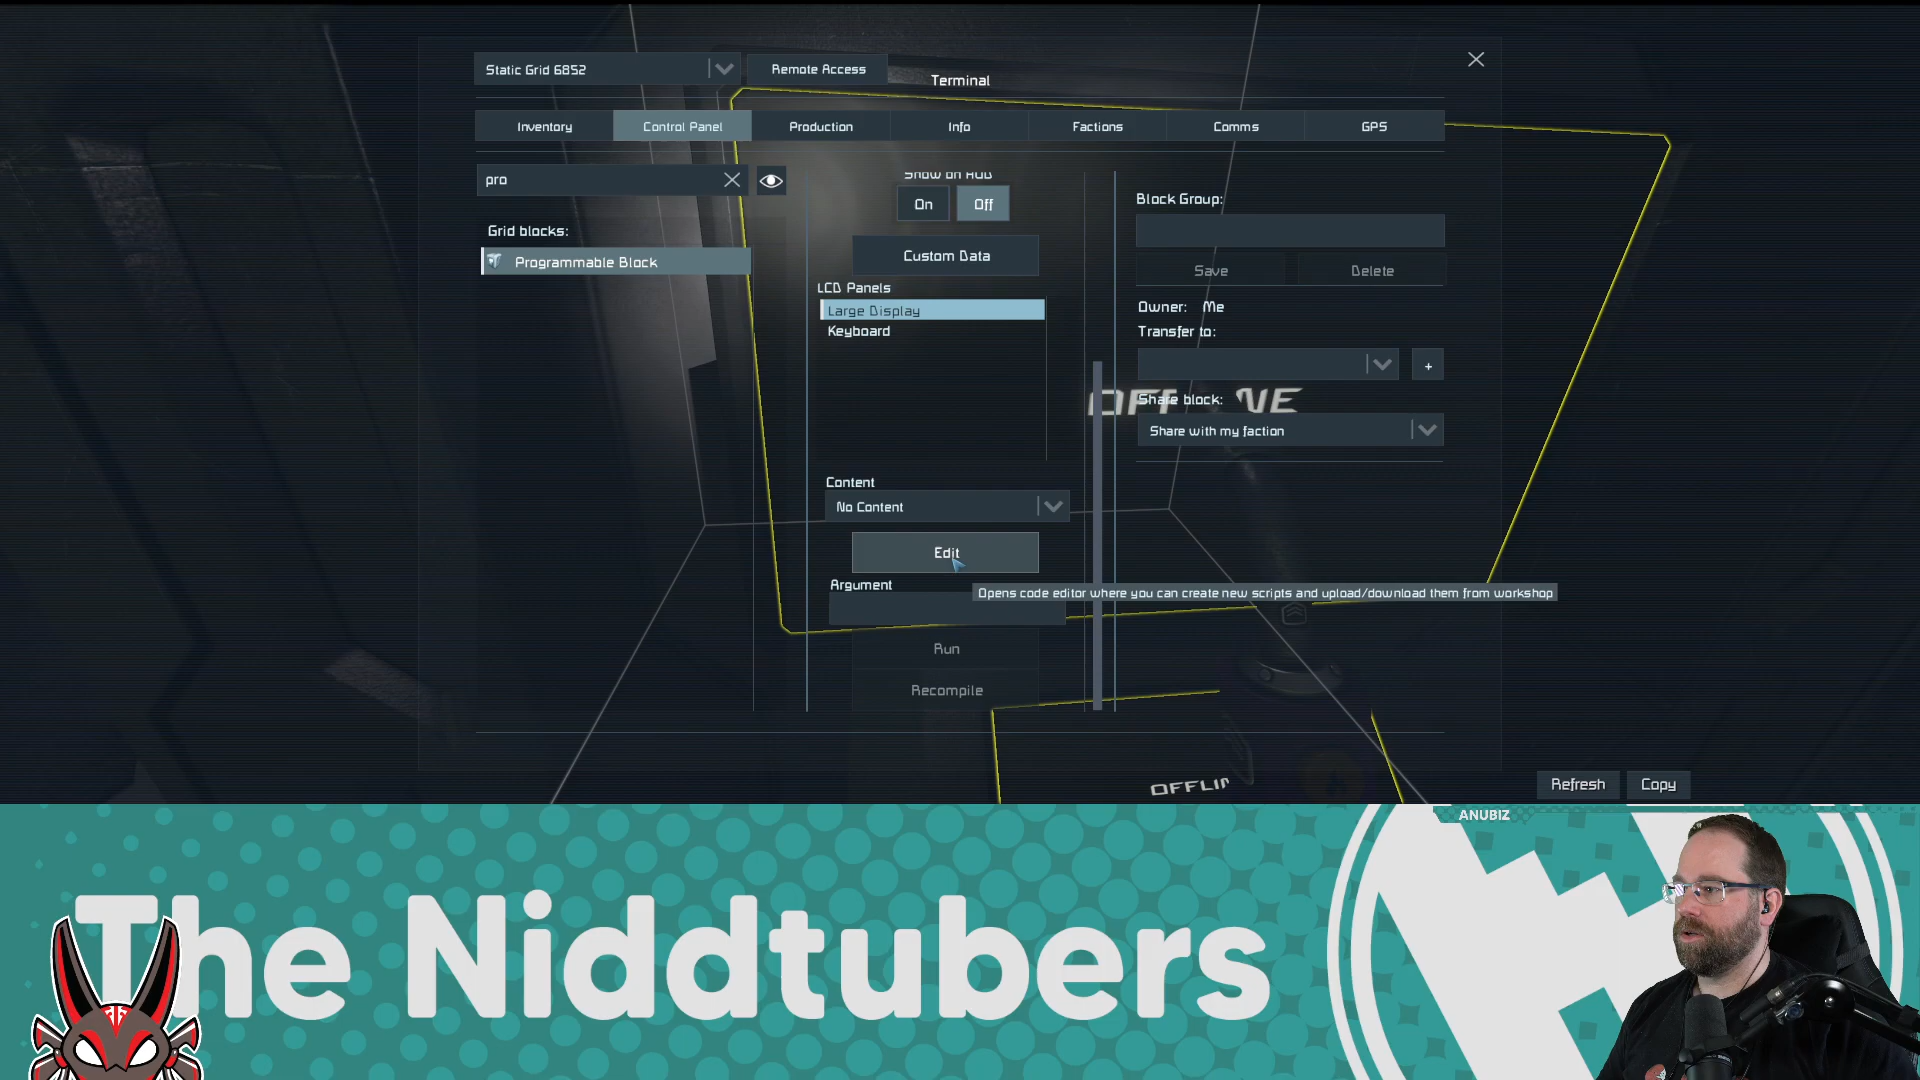 Static Grid 6852
Remote Access
Terminal
Inventory
Control Panel
Production
Info
Factions
Comms
GPS
pro
Grid blocks:
Programmable Block
Show on HUD
On
Off
Custom Data
LCD Panels
Large Display
Keyboard
Content
No Content
Edit
Argument
Opens code editor where you can create new scripts and upload/download them from workshop
Run
Recompile
Block Group:
Save
Delete
Owner: Me
Transfer to:
+
Share block:
Share with my faction
Refresh
Copy
ANUBIZ
The Niddtubers